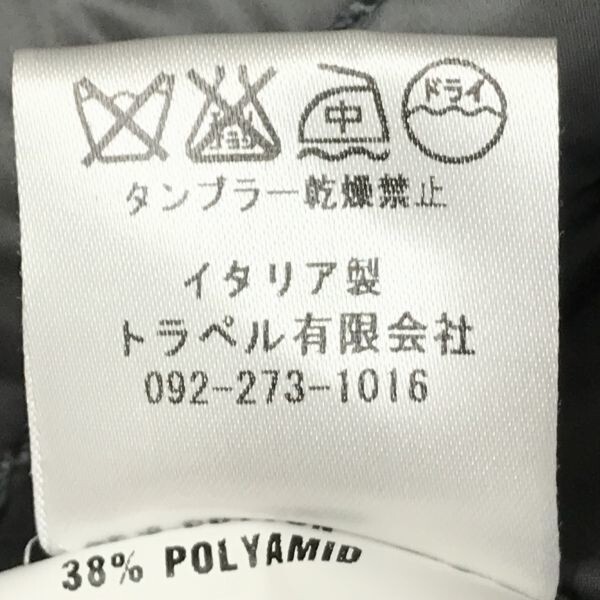 中 ドライ
タンブラー乾燥禁止
イタリア製
トラペル有限会社
092-273-1016
38% POLYAMID